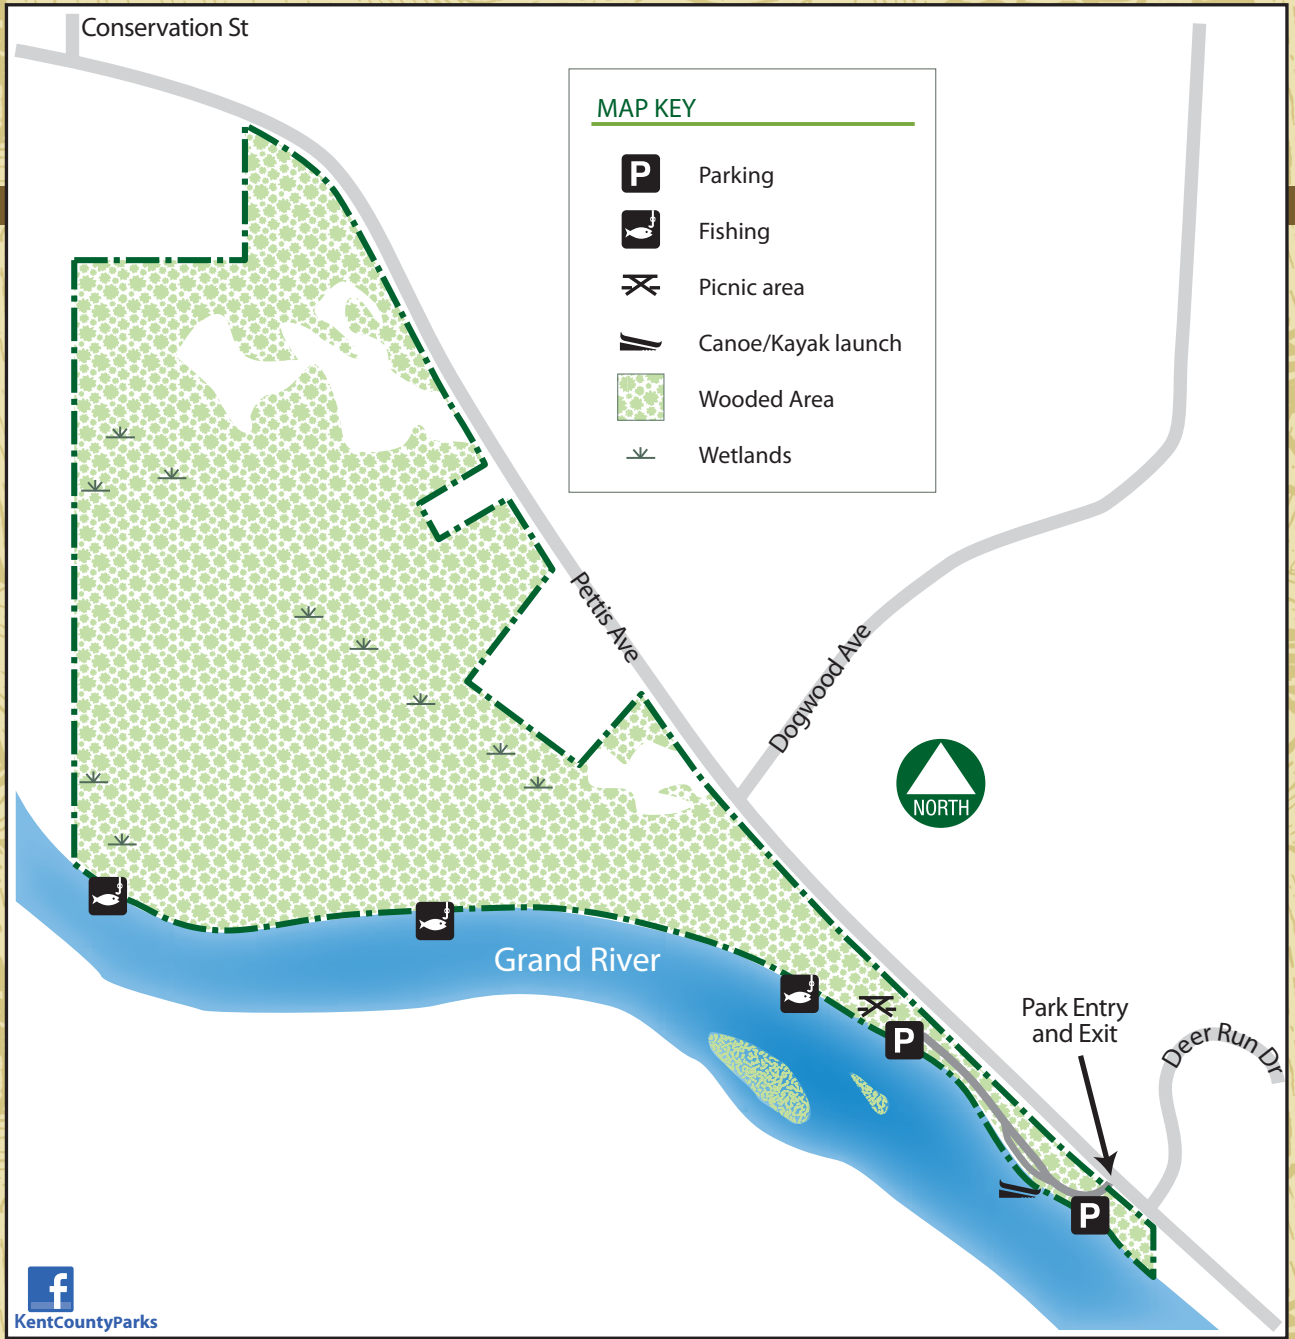 Conservation St
MAP KEY
P Parking
Fishing
Picnic area
Canoe/Kayak launch
Wooded Area
Wetlands
Pettis Ave
Dogwood Ave
NORTH
Grand River
P
Park Entry
and Exit
Deer Run Dr
P
f
KentCountyParks